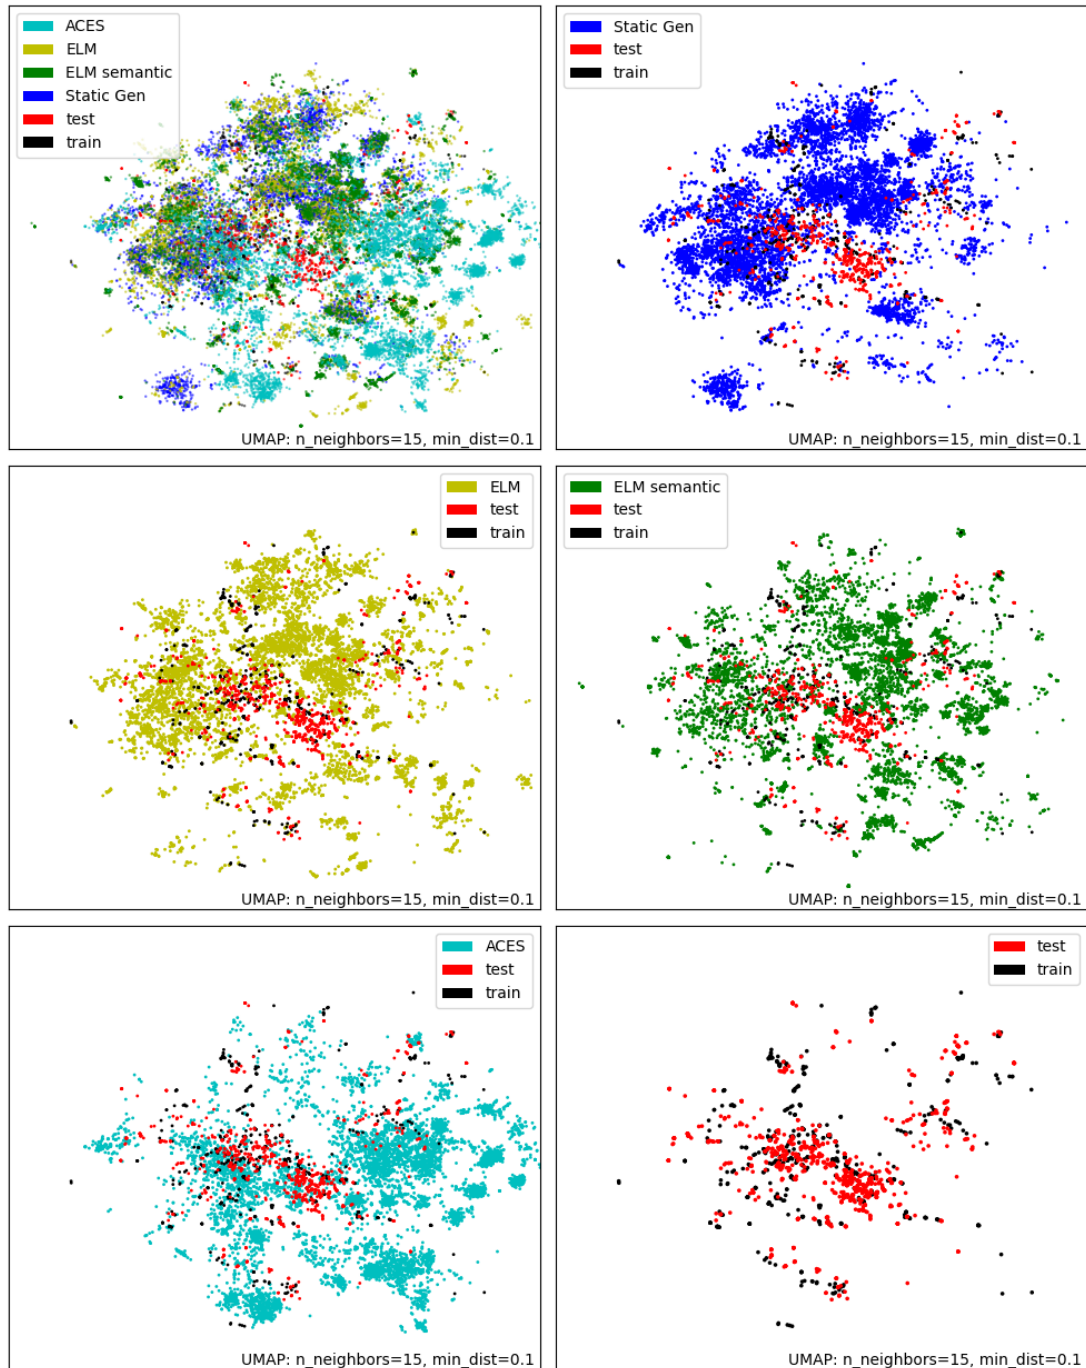 ACES
ELM
ELM semantic
Static Gen
test
train
UMAP: n_neighbors=15, min_dist=0.1
Static Gen
test
train
UMAP: n_neighbors=15, min_dist=0.1
ELM
test
train
UMAP: n_neighbors=15, min_dist=0.1
ELM semantic
test
train
UMAP: n_neighbors=15, min_dist=0.1
ACES
test
train
UMAP: n_neighbors=15, min_dist=0.1
test
train
UMAP: n_neighbors=15, min_dist=0.1